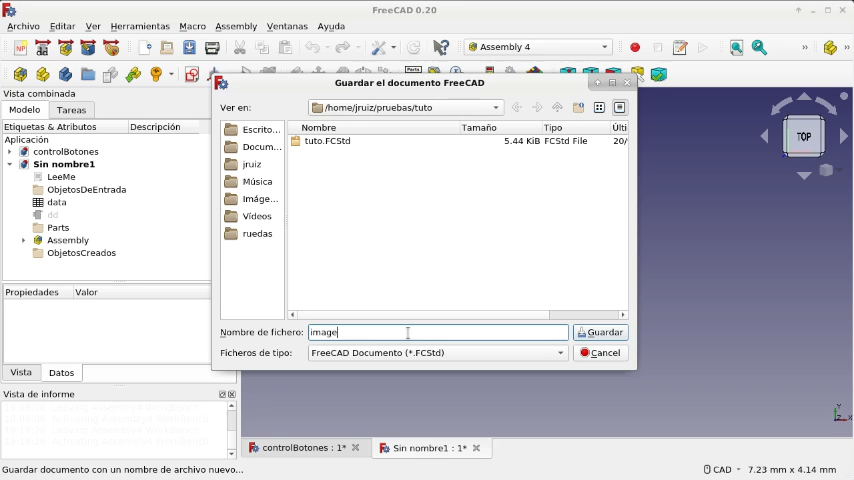 FreeCAD 0.20
Archivo Editar Ver Herramientas Macro Assembly Ventanas Ayuda
Assembly 4
Vista combinada
Modelo Tareas
Etiquetas & Atributos Descripción
Aplicación
controlBotones
Sin nombre1
LeeMe
ObjetosDeEntrada
data
dd
Parts
Assembly
ObjetosCreados
Propiedades Valor
Vista Datos
Vista de informe
Guardar el documento FreeCAD
Ver en: /home/jruiz/pruebas/tuto
Escrito...
Docum...
jruiz
Música
Imáge...
Vídeos
ruedas
Nombre Tamaño Tipo Últi
tuto.FCStd 5.44 KiB FCStd File 20/
Nombre de fichero: image Guardar
Ficheros de tipo: FreeCAD Documento (*.FCStd) Cancel
TOP
Y
Z X
controlBotones : 1* Sin nombre1 : 1*
Guardar documento con un nombre de archivo nuevo... CAD 7.23 mm x 4.14 mm